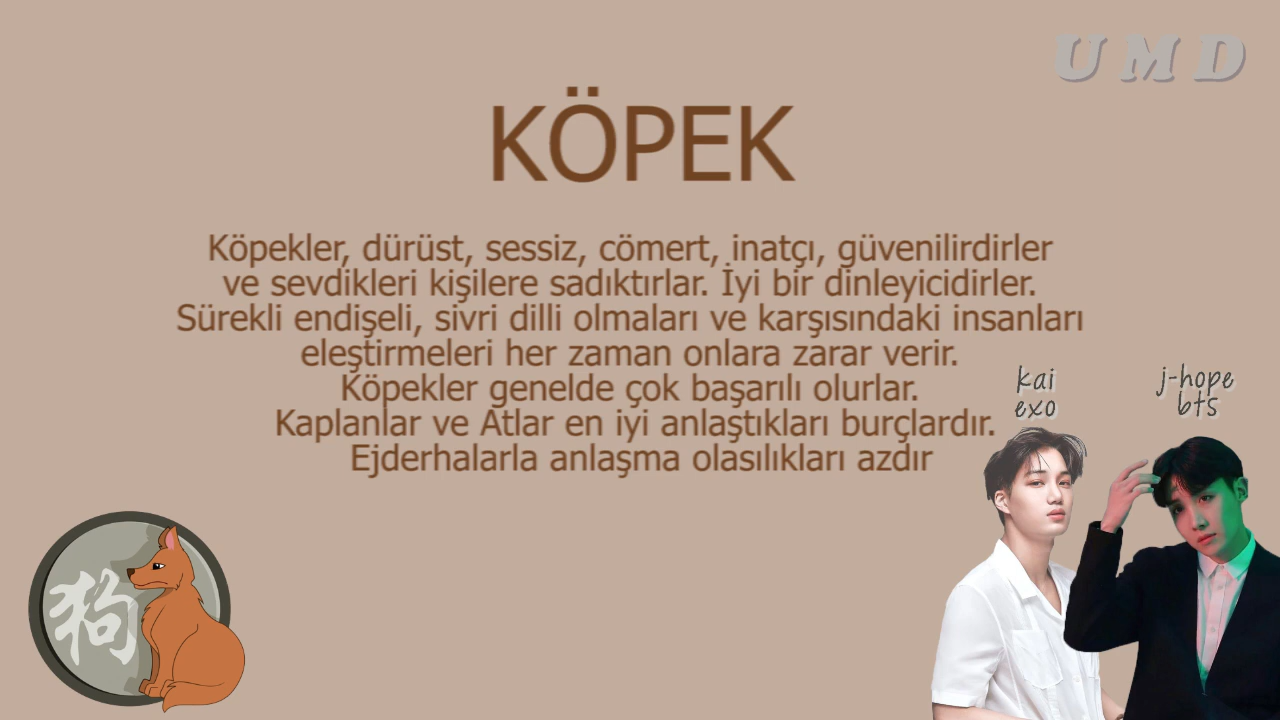 UMD
KÖPEK
Köpekler, dürüst, sessiz, cömert, inatçı, güvenilirdirler
ve sevdikleri kişilere sadıktırlar. İyi bir dinleyicidirler.
Sürekli endişeli, sivri dilli olmaları ve karşısındaki insanları
eleştirmeleri her zaman onlara zarar verir.
Köpekler genelde çok başarılı olurlar.
Kaplanlar ve Atlar en iyi anlaştıkları burçlardır.
Ejderhalarla anlaşma olasılıkları azdır
kai
exo
j-hope
bts
狗